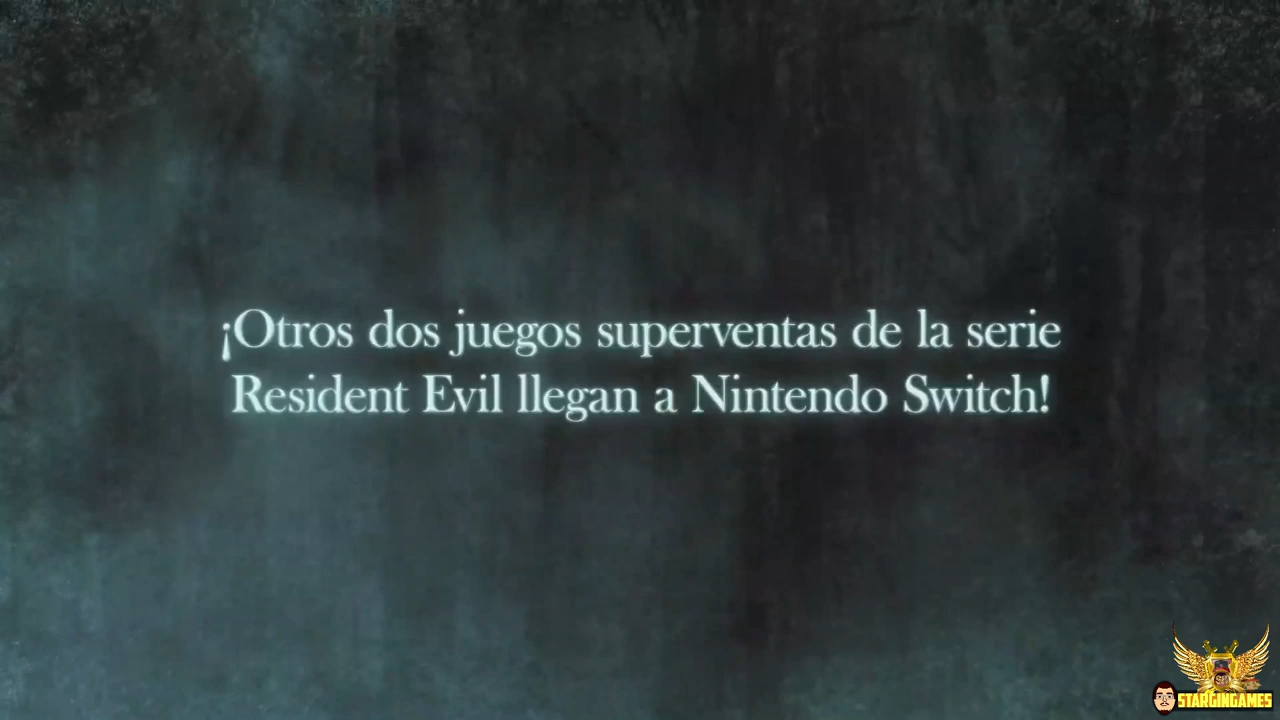 ¡Otros dos juegos superventas de la serie
Resident Evil llegan a Nintendo Switch!
STARGINGAMES